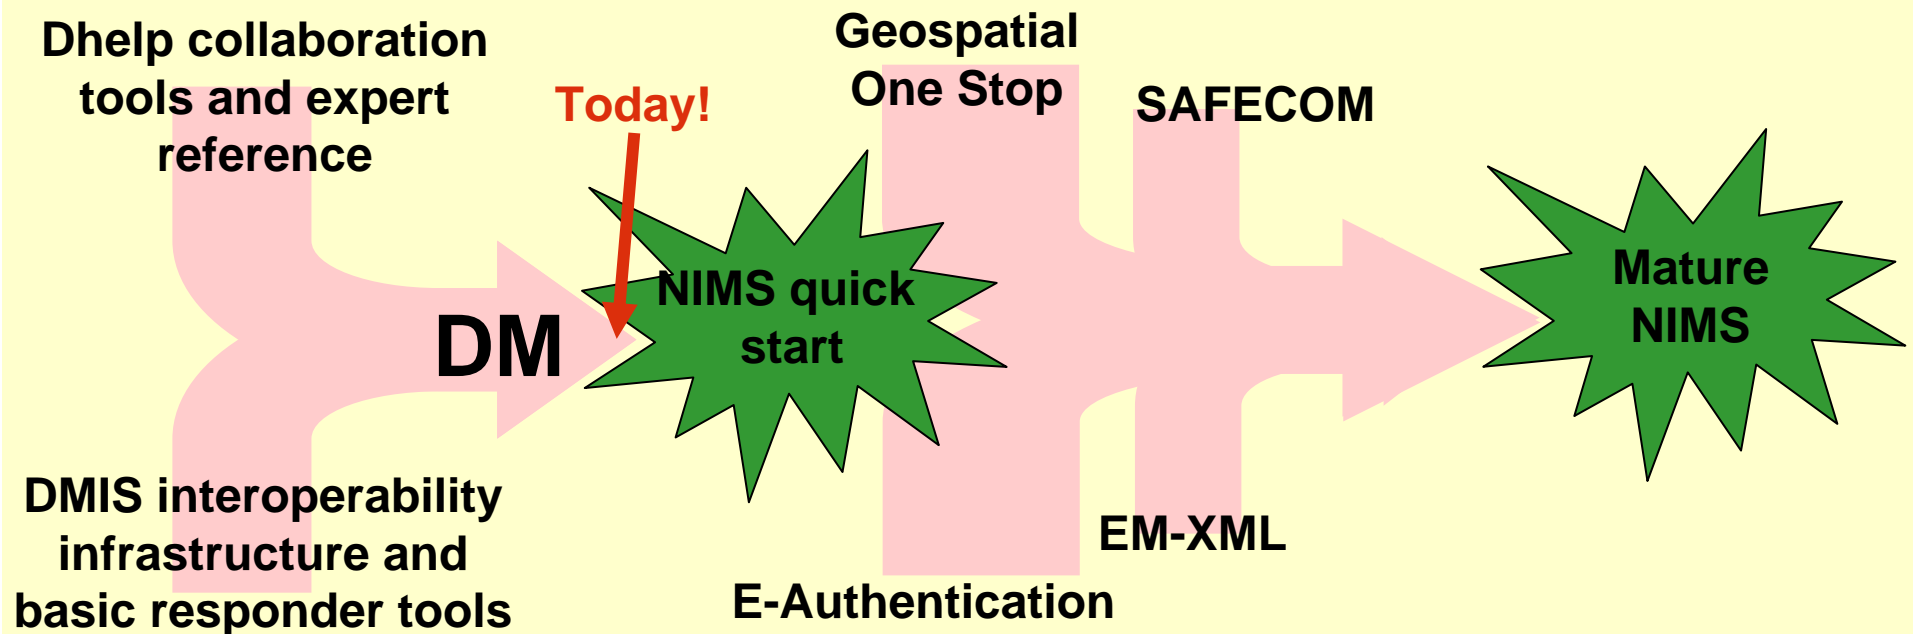 Dhelp collaboration
tools and expert
reference
Today!
Geospatial
One Stop
SAFECOM
DM
NIMS quick
start
Mature
NIMS
DMIS interoperability
infrastructure and
basic responder tools
EM-XML
E-Authentication